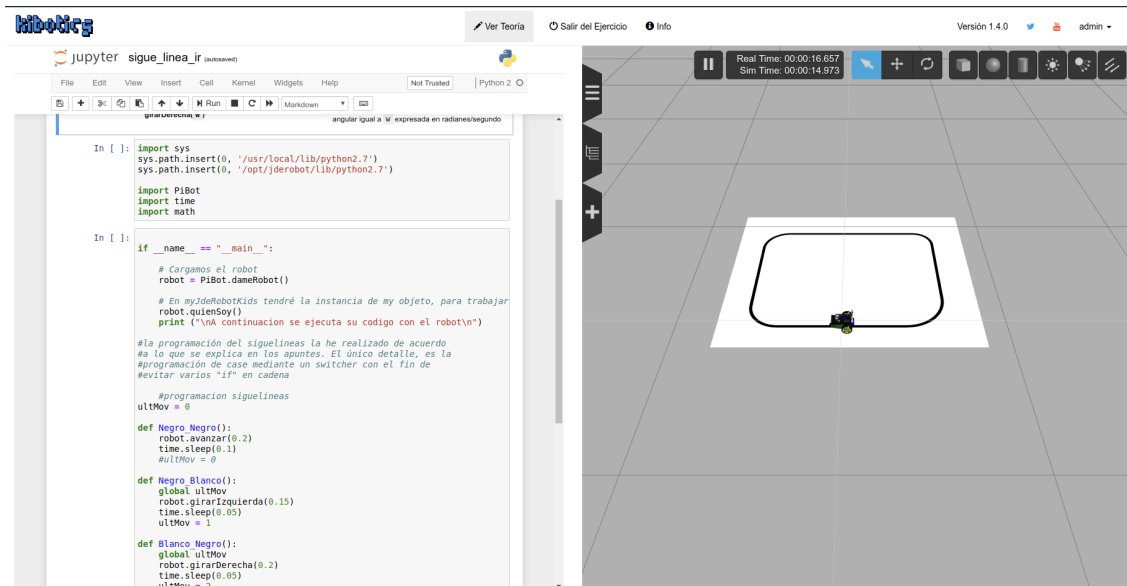 kibotics
Ver Teoría
Salir del Ejercicio
Info
Versión 1.4.0
admin
jupyter sigue_linea_ir (autosaved)
File Edit View Insert Cell Kernel Widgets Help Not Trusted Python 2
Run Markdown
girarDerecha( W ) angular igual a W expresada en radianes/segundo
In [ ]: import sys
sys.path.insert(0, '/usr/local/lib/python2.7')
sys.path.insert(0, '/opt/jderobot/lib/python2.7')
import PiBot
import time
import math
In [ ]:
if __name__ == "__main__":
# Cargamos el robot
robot = PiBot.dameRobot()
# En myJdeRobotKids tendré la instancia de my objeto, para trabajar
robot.quienSoy()
print ("\nA continuacion se ejecuta su codigo con el robot\n")
#la programación del siguelineas la he realizado de acuerdo
#a lo que se explica en los apuntes. El único detalle, es la
#programación de case mediante un switcher con el fin de
#evitar varios "if" en cadena
#programacion siguelineas
ultMov = 0
def Negro_Negro():
robot.avanzar(0.2)
time.sleep(0.1)
#ultMov = 0
def Negro_Blanco():
global ultMov
robot.girarIzquierda(0.15)
time.sleep(0.05)
ultMov = 1
def Blanco_Negro():
global ultMov
robot.girarDerecha(0.2)
time.sleep(0.05)
ultMov = 2
Real Time: 00:00:16.657
Sim Time: 00:00:14.973